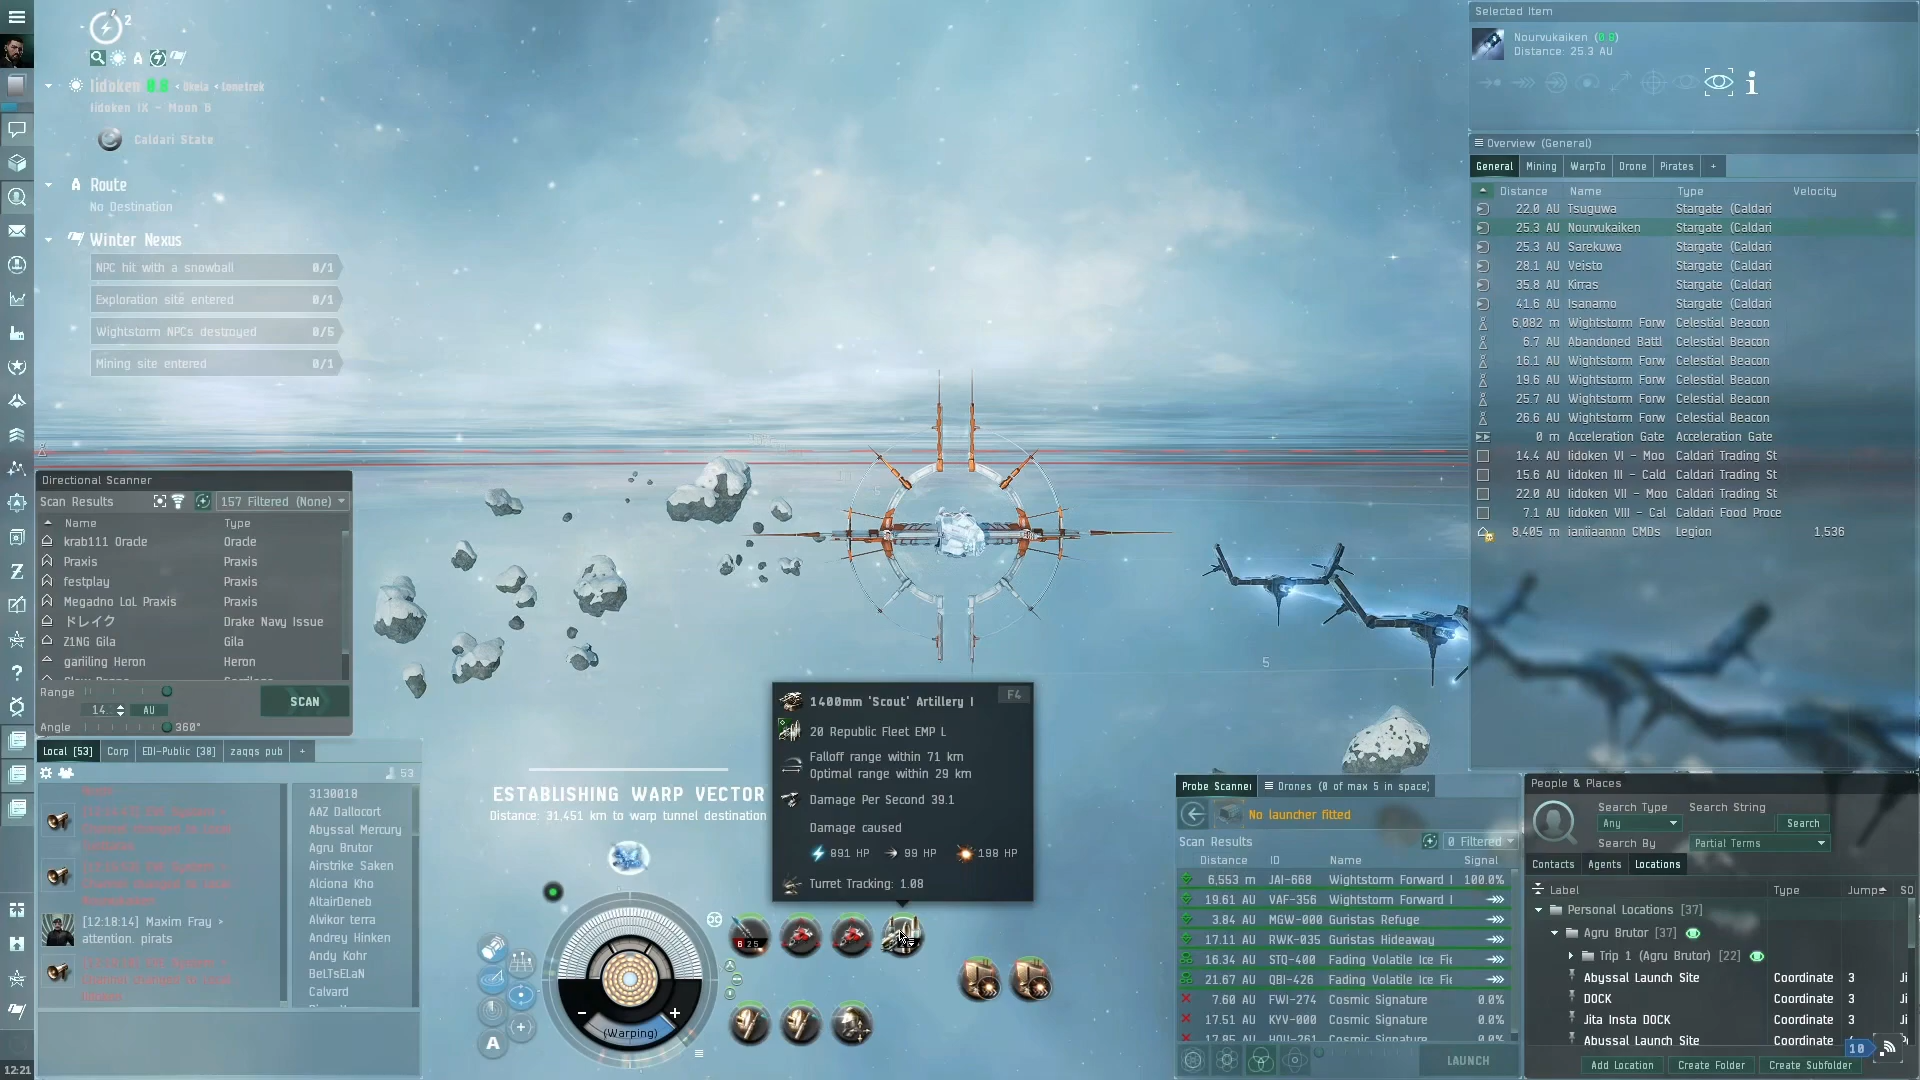 2
Iidoken 0.8 < Ukela < Lonetrek
Iidoken IX - Moon 8
Caldari State
Route
No Destination
Winter Nexus
NPC hit with a snowball 0/1
Exploration site entered 0/1
Wightstorm NPCs destroyed 0/5
Mining site entered 0/1
Directional Scanner
Scan Results 157 Filtered (None)
Name Type
krab111 Oracle Oracle
Praxis Praxis
festplay Praxis
Megadno LoL Praxis Praxis
ドレイク Drake Navy Issue
Z1NG Gila Gila
gariiling Heron Heron
Range
14 AU
SCAN
Angle 360°
Local [53] Corp EDI-Public [38] zaqqs pub +
53
[12:18:14] Maxim Fray >
attention. pirats
3130018
AAZ Dallocort
Abyssal Mercury
Agru Brutor
Airstrike Saken
Alciona Kho
AltairDeneb
Alvikor terra
Andrey Hinken
Andy Kohr
BeLTsELaN
Calvard
12:21
ESTABLISHING WARP VECTOR
Distance: 31,451 km to warp tunnel destination
1400mm 'Scout' Artillery I F4
20 Republic Fleet EMP L
Falloff range within 71 km
Optimal range within 29 km
Damage Per Second 39.1
Damage caused
891 HP 99 HP 198 HP
Turret Tracking: 1.08
(Warping)
5
Selected Item
Nourvukaiken (0.8)
Distance: 25.3 AU
Overview (General)
General Mining WarpTo Drone Pirates +
Distance Name Type Velocity
22.0 AU Tsuguwa Stargate (Caldari
25.3 AU Nourvukaiken Stargate (Caldari
25.3 AU Sarekuwa Stargate (Caldari
28.1 AU Veisto Stargate (Caldari
35.8 AU Kirras Stargate (Caldari
41.6 AU Isanamo Stargate (Caldari
6,082 m Wightstorm Forw Celestial Beacon
6.7 AU Abandoned Battl Celestial Beacon
16.1 AU Wightstorm Forw Celestial Beacon
19.6 AU Wightstorm Forw Celestial Beacon
25.7 AU Wightstorm Forw Celestial Beacon
26.6 AU Wightstorm Forw Celestial Beacon
0 m Acceleration Gate Acceleration Gate
14.4 AU Iidoken VI - Moo Caldari Trading St
15.6 AU Iidoken III - Cald Caldari Trading St
22.0 AU Iidoken VII - Moo Caldari Trading St
7.1 AU Iidoken VIII - Cal Caldari Food Proce
8,405 m ianiiaannn CMDs Legion 1,536
Probe Scanner Drones (0 of max 5 in space)
No launcher fitted
Scan Results 0 Filtered
Distance ID Name Signal
6,553 m JAI-668 Wightstorm Forward I 100.0%
19.61 AU VAF-356 Wightstorm Forward I
3.84 AU MGW-000 Guristas Refuge
17.11 AU RWK-035 Guristas Hideaway
16.34 AU STQ-400 Fading Volatile Ice Fie
21.67 AU QBI-426 Fading Volatile Ice Fie
7.60 AU FWI-274 Cosmic Signature 0.0%
17.51 AU KYV-000 Cosmic Signature 0.0%
17.85 AU HOU-261 Cosmic Signature 0.0%
LAUNCH
People & Places
Search Type Search String
Any Search
Search By Partial Terms
Contacts Agents Locations
Label Type Jumps
Personal Locations [37]
Agru Brutor [37]
Trip 1 (Agru Brutor) [22]
Abyssal Launch Site Coordinate 3 Ji
DOCK Coordinate 3 Ji
Jita Insta DOCK Coordinate 3 Ji
Abyssal Launch Site Coordinate
10
Add Location Create Folder Create Subfolder